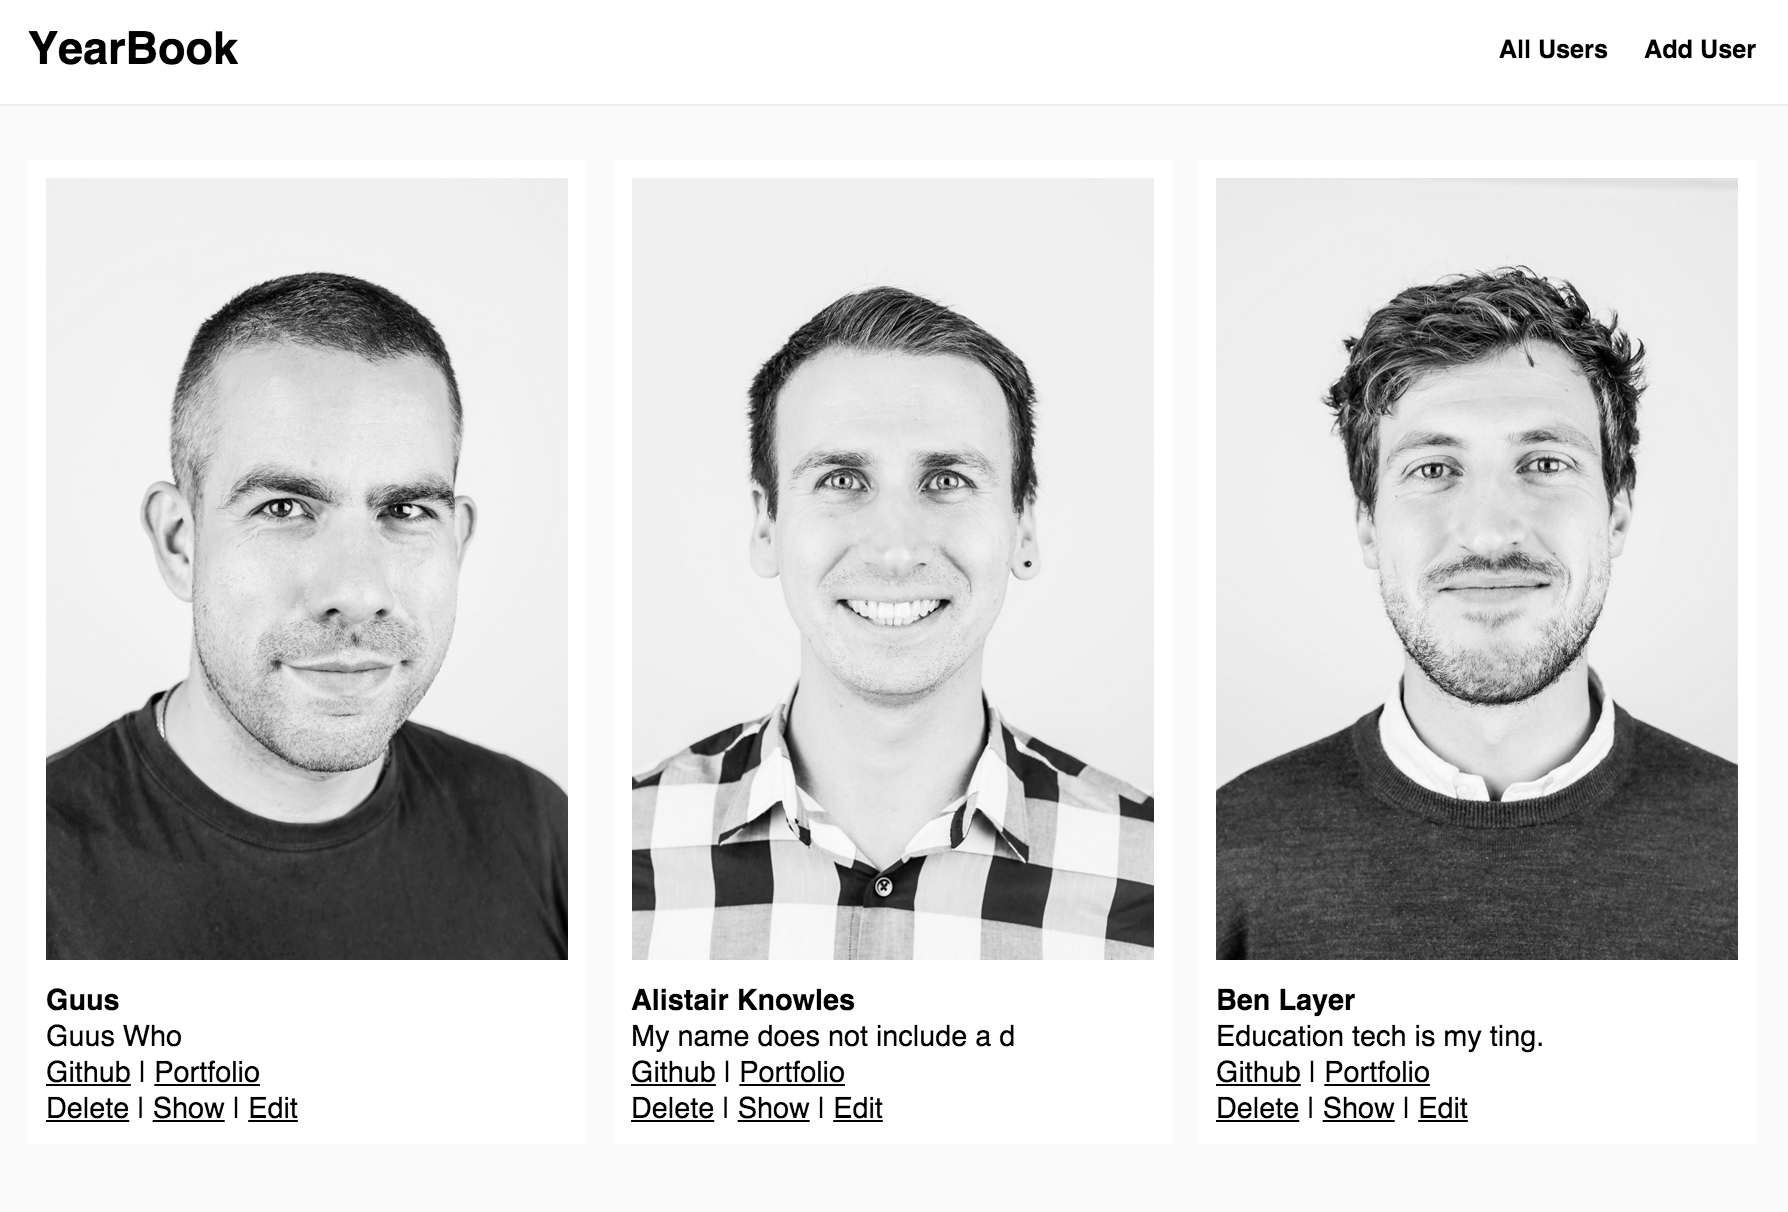 YearBook
All Users Add User
Guus
Guus Who
Github | Portfolio
Delete | Show | Edit
Alistair Knowles
My name does not include a d
Github | Portfolio
Delete | Show | Edit
Ben Layer
Education tech is my ting.
Github | Portfolio
Delete | Show | Edit